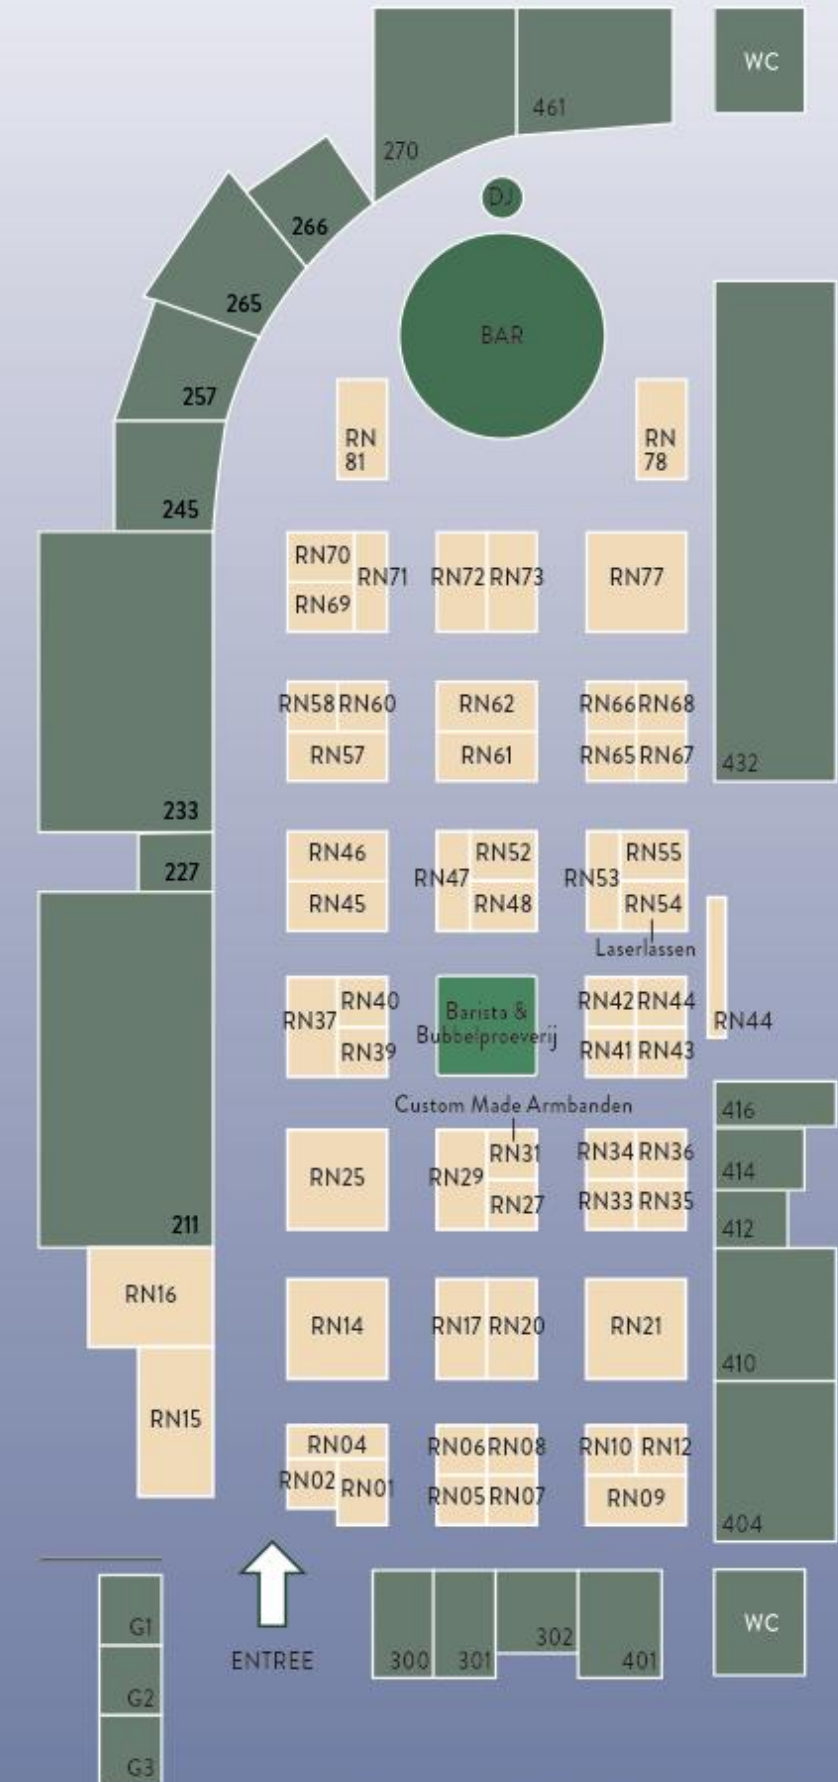 WC
461
270
DJ
266
265
BAR
257
RN
81
RN
78
245
RN70
RN71
RN69
RN72
RN73
RN77
RN58
RN60
RN57
RN62
RN61
RN66
RN68
RN65
RN67
432
233
227
RN46
RN45
RN47
RN52
RN48
RN53
RN55
RN54
Laserlassen
RN37
RN40
RN39
Barista &
Bubbelproeverij
RN42
RN44
RN41
RN43
RN44
Custom Made Armbanden
416
RN25
RN29
RN31
RN27
RN34
RN36
RN33
RN35
414
412
211
RN16
RN14
RN17
RN20
RN21
410
RN15
RN04
RN02
RN01
RN06
RN08
RN05
RN07
RN10
RN12
RN09
404
G1
ENTREE
300
301
302
401
WC
G2
G3